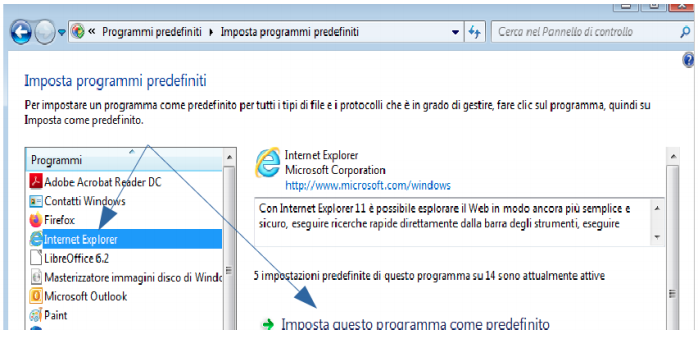 « Programmi predefiniti Imposta programmi predefiniti
Cerca nel Pannello di controllo
Imposta programmi predefiniti
Per impostare un programma come predefinito per tutti i tipi di file e i protocolli che è in grado di gestire, fare clic sul programma, quindi su
Imposta come predefinito.
Programmi
Adobe Acrobat Reader DC
Contatti Windows
Firefox
Internet Explorer
LibreOffice 6.2
Masterizzatore immagini disco di Windo
Microsoft Outlook
Paint
Internet Explorer
Microsoft Corporation
http://www.microsoft.com/windows
Con Internet Explorer 11 è possibile esplorare il Web in modo ancora più semplice e
sicuro, eseguire ricerche rapide direttamente dalla barra degli strumenti, eseguire
5 impostazioni predefinite di questo programma su 14 sono attualmente attive
Imposta questo programma come predefinito